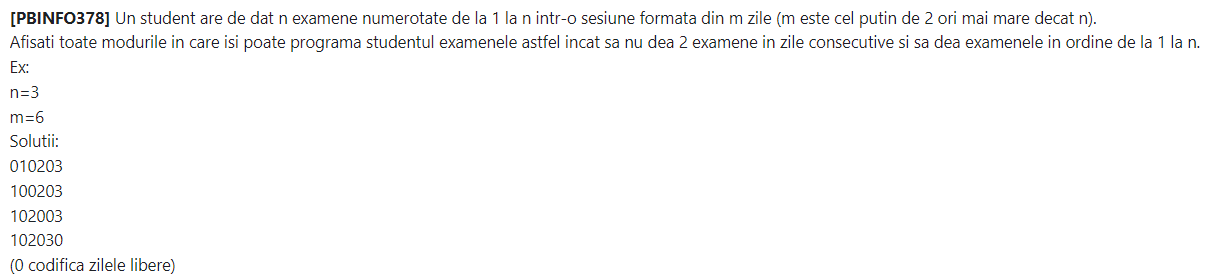 [PBINFO378] Un student are de dat n examene numerotate de la 1 la n intr-o sesiune formata din m zile (m este cel putin de 2 ori mai mare decat n).
Afisati toate modurile in care isi poate programa studentul examenele astfel incat sa nu dea 2 examene in zile consecutive si sa dea examenele in ordine de la 1 la n.
Ex:
n=3
m=6
Solutii:
010203
100203
102003
102030
(0 codifica zilele libere)